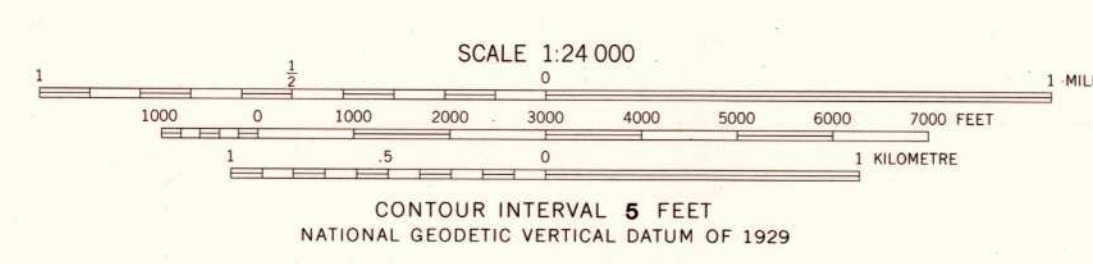 SCALE 1:24 000
1 1/2 0 1 MILE
1000 0 1000 2000 3000 4000 5000 6000 7000 FEET
1 .5 0 1 KILOMETRE
CONTOUR INTERVAL 5 FEET
NATIONAL GEODETIC VERTICAL DATUM OF 1929